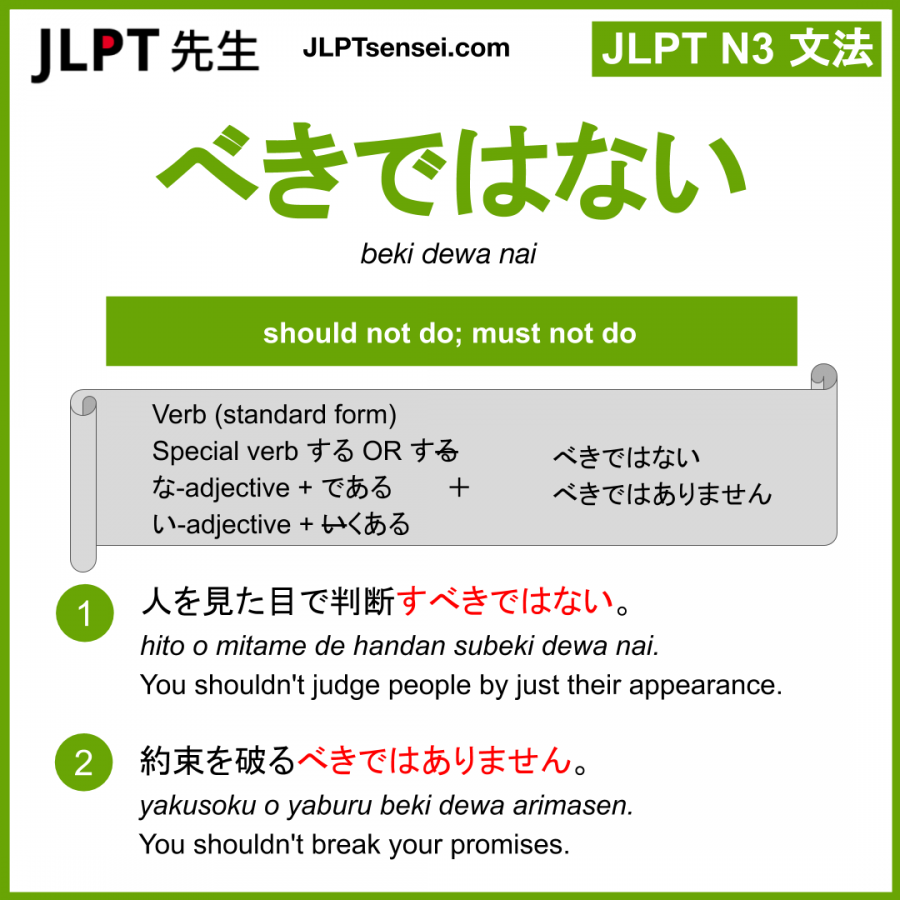 JLPT 先生
JLPTsensei.com
JLPT N3 文法
べきではない
beki dewa nai
should not do; must not do
Verb (standard form)
Special verb する OR する
な-adjective + である
い-adjective + いくある
+
べきではない
べきではありません
1 人を見た目で判断すべきではない。
hito o mitame de handan subeki dewa nai.
You shouldn't judge people by just their appearance.
2 約束を破るべきではありません。
yakusoku o yaburu beki dewa arimasen.
You shouldn't break your promises.